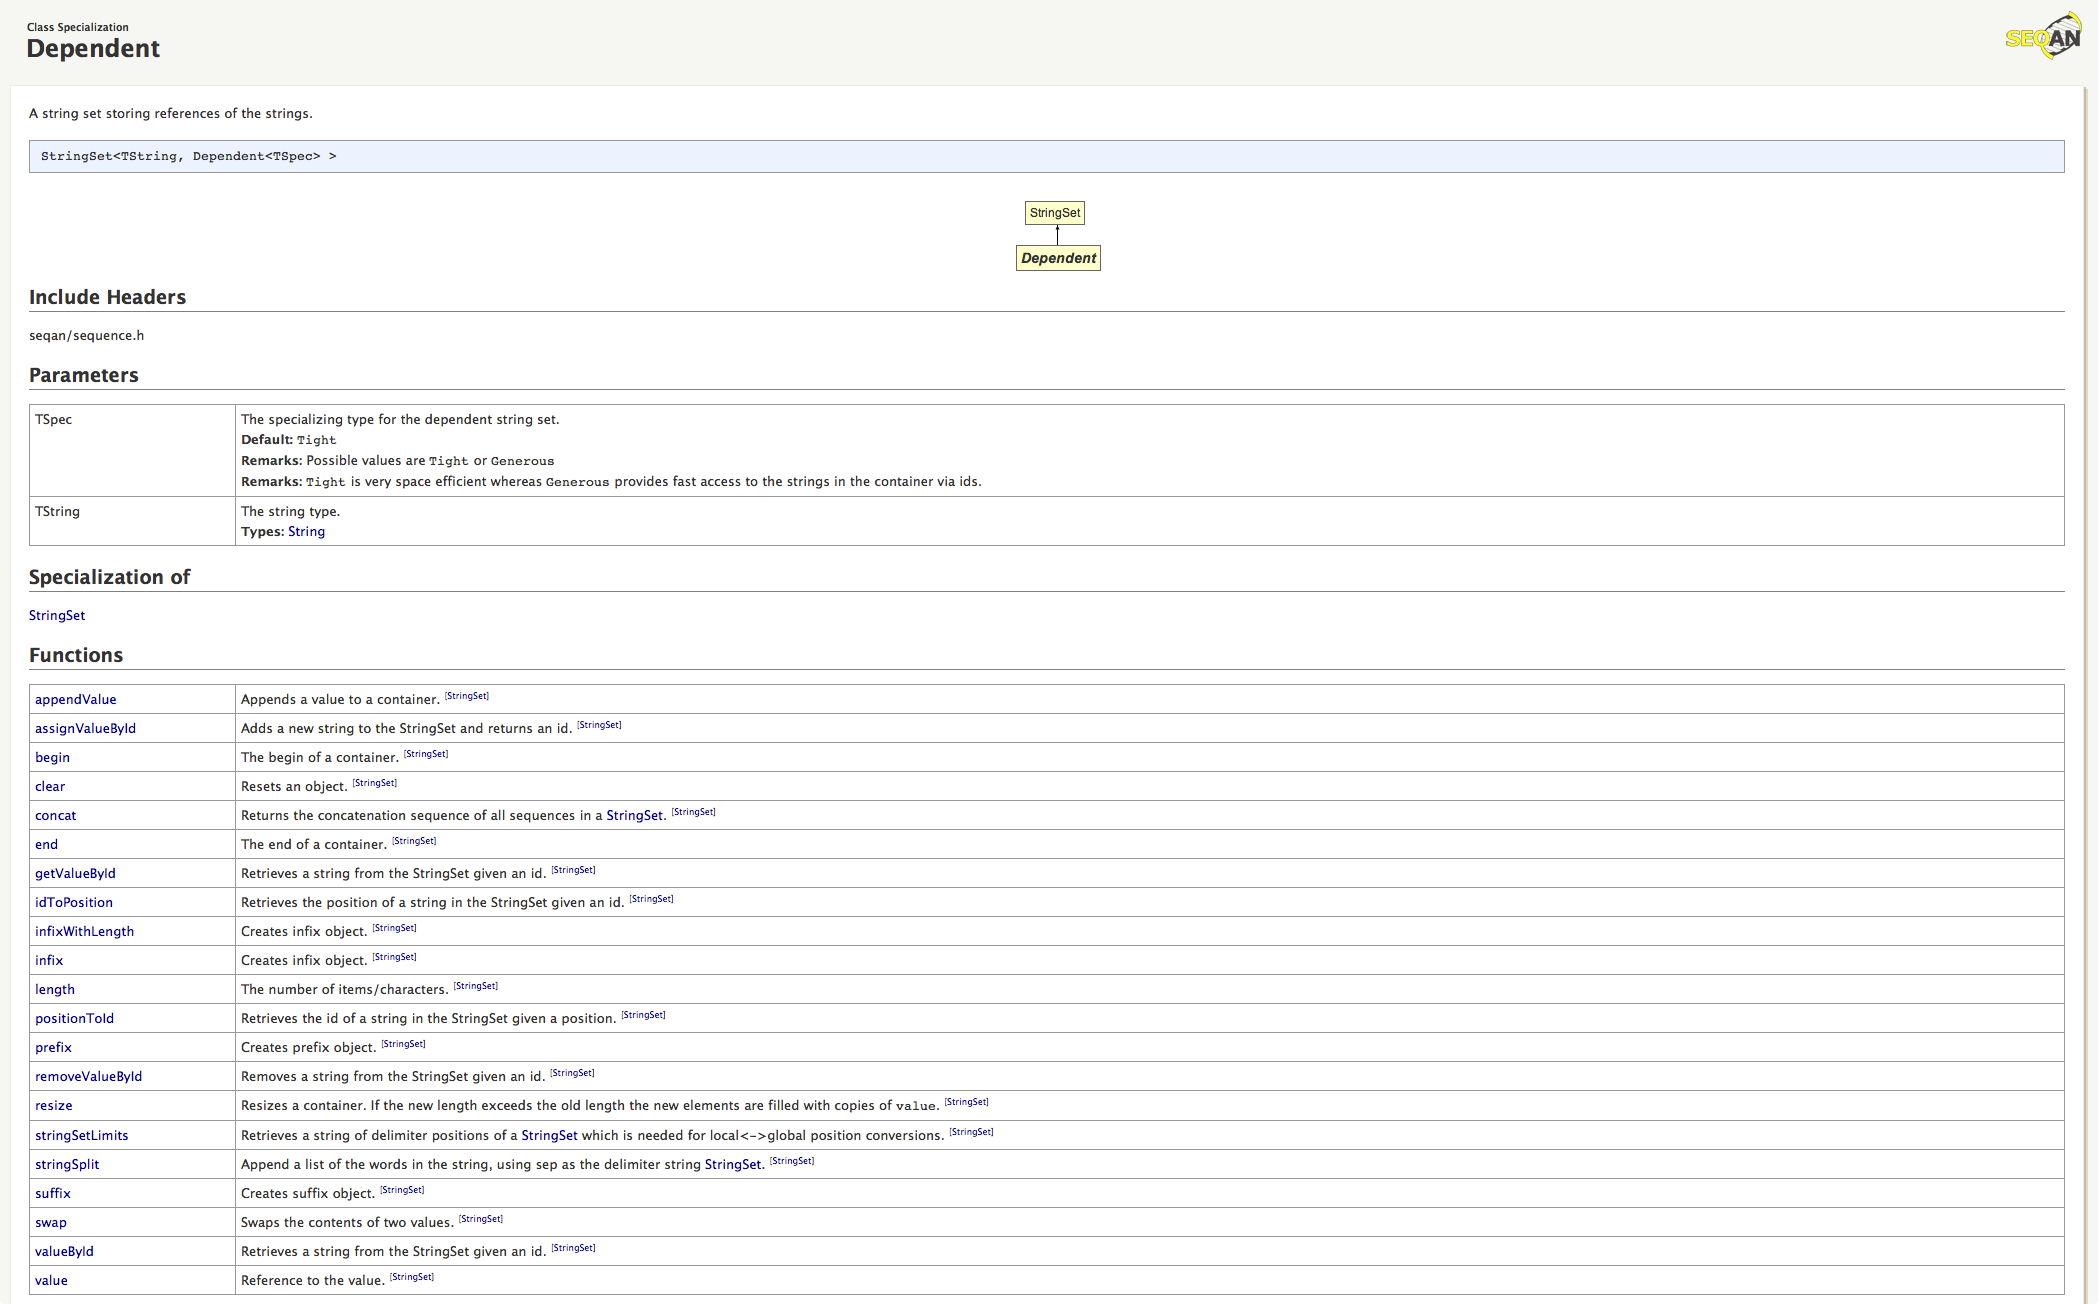 Class Specialization
Dependent
SEQAN
A string set storing references of the strings.
StringSet<TString, Dependent<TSpec> >
StringSet
Dependent
Include Headers
seqan/sequence.h
Parameters
TSpec
The specializing type for the dependent string set.
Default: Tight
Remarks: Possible values are Tight or Generous
Remarks: Tight is very space efficient whereas Generous provides fast access to the strings in the container via ids.
TString
The string type.
Types: String
Specialization of
StringSet
Functions
appendValue Appends a value to a container. [StringSet]
assignValueById Adds a new string to the StringSet and returns an id. [StringSet]
begin The begin of a container. [StringSet]
clear Resets an object. [StringSet]
concat Returns the concatenation sequence of all sequences in a StringSet. [StringSet]
end The end of a container. [StringSet]
getValueById Retrieves a string from the StringSet given an id. [StringSet]
idToPosition Retrieves the position of a string in the StringSet given an id. [StringSet]
infixWithLength Creates infix object. [StringSet]
infix Creates infix object. [StringSet]
length The number of items/characters. [StringSet]
positionToId Retrieves the id of a string in the StringSet given a position. [StringSet]
prefix Creates prefix object. [StringSet]
removeValueById Removes a string from the StringSet given an id. [StringSet]
resize Resizes a container. If the new length exceeds the old length the new elements are filled with copies of value. [StringSet]
stringSetLimits Retrieves a string of delimiter positions of a StringSet which is needed for local<->global position conversions. [StringSet]
stringSplit Append a list of the words in the string, using sep as the delimiter string StringSet. [StringSet]
suffix Creates suffix object. [StringSet]
swap Swaps the contents of two values. [StringSet]
valueById Retrieves a string from the StringSet given an id. [StringSet]
value Reference to the value. [StringSet]